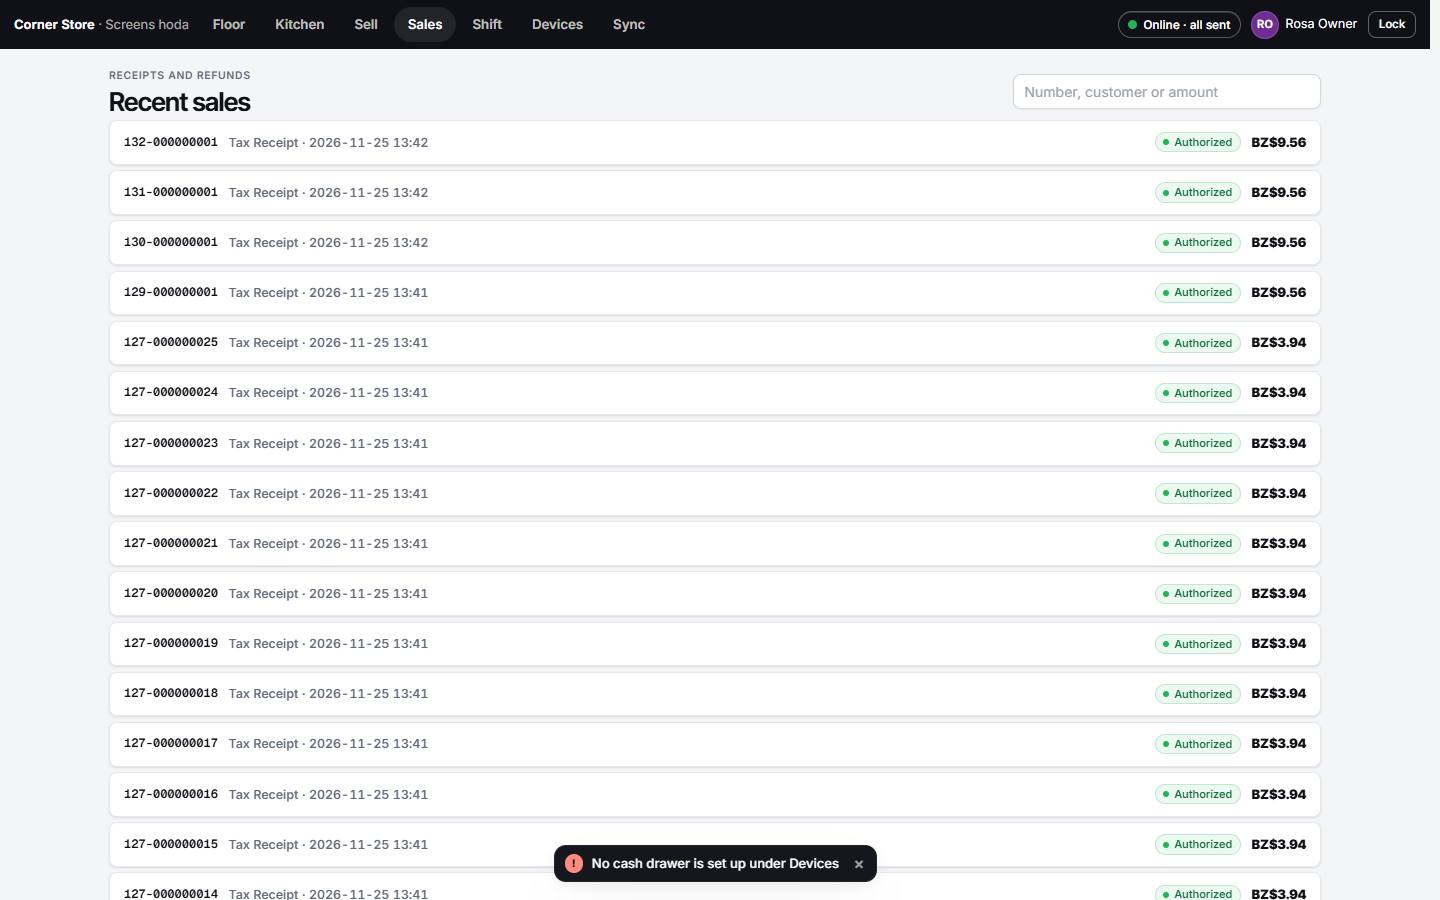 Corner Store · Screens hoda Floor Kitchen Sell Sales Shift Devices Sync Online · all sent RO Rosa Owner Lock
RECEIPTS AND REFUNDS
Recent sales Number, customer or amount
132-000000001 Tax Receipt · 2026-11-25 13:42 Authorized BZ$9.56
131-000000001 Tax Receipt · 2026-11-25 13:42 Authorized BZ$9.56
130-000000001 Tax Receipt · 2026-11-25 13:42 Authorized BZ$9.56
129-000000001 Tax Receipt · 2026-11-25 13:41 Authorized BZ$9.56
127-000000025 Tax Receipt · 2026-11-25 13:41 Authorized BZ$3.94
127-000000024 Tax Receipt · 2026-11-25 13:41 Authorized BZ$3.94
127-000000023 Tax Receipt · 2026-11-25 13:41 Authorized BZ$3.94
127-000000022 Tax Receipt · 2026-11-25 13:41 Authorized BZ$3.94
127-000000021 Tax Receipt · 2026-11-25 13:41 Authorized BZ$3.94
127-000000020 Tax Receipt · 2026-11-25 13:41 Authorized BZ$3.94
127-000000019 Tax Receipt · 2026-11-25 13:41 Authorized BZ$3.94
127-000000018 Tax Receipt · 2026-11-25 13:41 Authorized BZ$3.94
127-000000017 Tax Receipt · 2026-11-25 13:41 Authorized BZ$3.94
127-000000016 Tax Receipt · 2026-11-25 13:41 Authorized BZ$3.94
127-000000015 Tax Receipt · 2026-11-25 13:41 Authorized BZ$3.94
! No cash drawer is set up under Devices ×
127-000000014 Tax Receipt · 2026-11-25 13:41 Authorized BZ$3.94